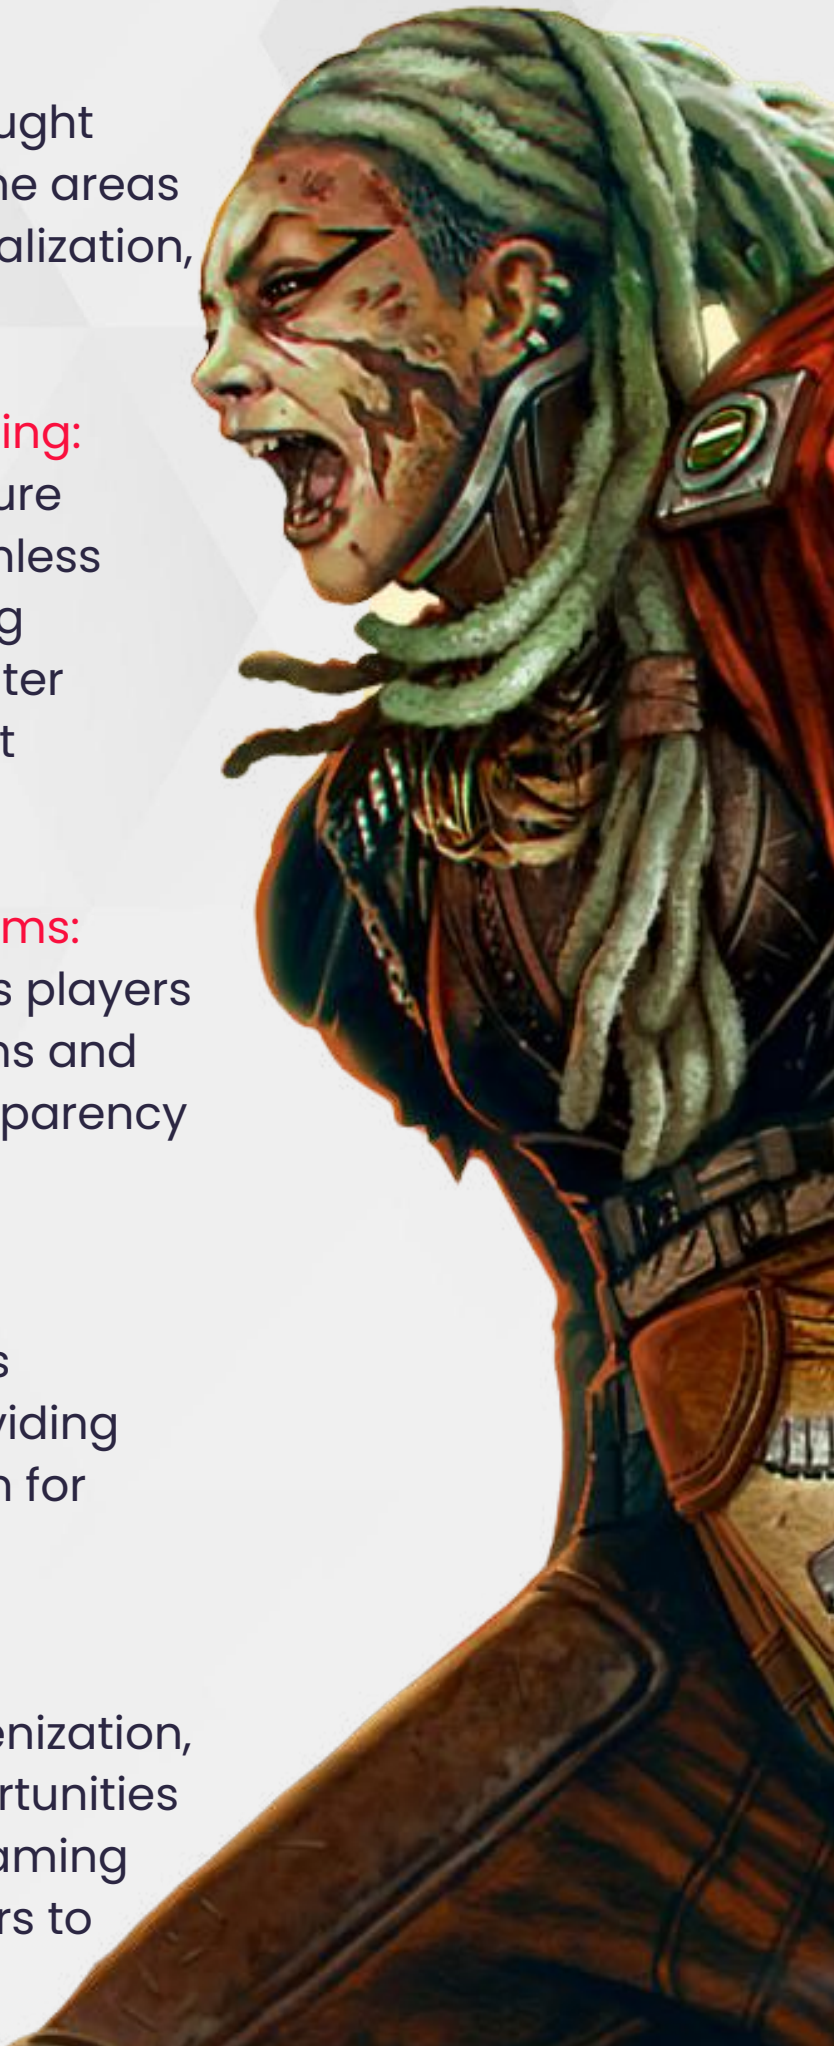 ught
ne areas
alization,
ing:
ure
nless
g
ter
t
ms:
s players
ns and
parency
s
viding
n for
enization,
rtunities
aming
rs to